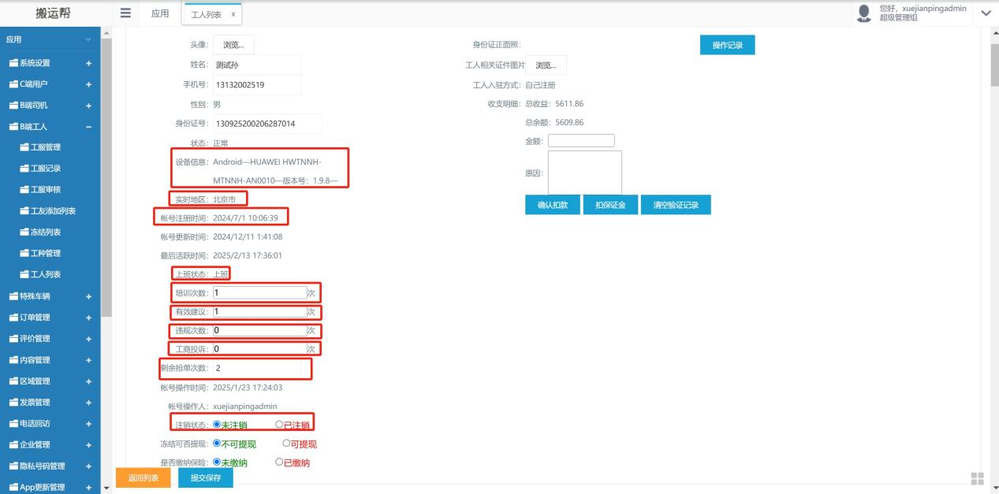 搬运帮
应用
工人列表 x
您好，xuejianpingadmin
超级管理组
应用
系统设置 +
C端用户 +
B端司机 +
B端工人 −
工服管理
工服记录
工服审核
工友添加列表
冻结列表
工种管理
工人列表
特殊车辆 +
订单管理 +
评价管理 +
内容管理 +
区域管理 +
发票管理 +
电话回访 +
企业管理 +
隐私号码管理 +
App更新管理 +
头像： 浏览...
姓名： 测试孙
手机号： 13132002519
性别： 男
身份证号： 130925200206287014
状态： 正常
设备信息： Android—HUAWEI HWTNNH-
MTNNH-AN0010—版本号：1.9.8—
实时地区： 北京市
帐号注册时间： 2024/7/1 10:06:39
帐号更新时间： 2024/12/11 1:41:08
最后活跃时间： 2025/2/13 17:36:01
上班状态： 上班
培训次数： 1 次
有效建议： 1 次
违规次数： 0 次
工商投诉： 0 次
剩余抢单次数： 2
帐号操作时间： 2025/1/23 17:24:03
帐号操作人： xuejianpingadmin
注销状态： 未注销 已注销
冻结可否提现： 不可提现 可提现
是否缴纳保险： 未缴纳 已缴纳
返回列表 提交保存
身份证正面照：
工人相关证件图片 浏览...
工人入驻方式： 自己注册
收支明细： 总收益：5611.86
总余额：5609.86
金额：
原因：
确认扣款 扣保证金 清空验证记录
操作记录